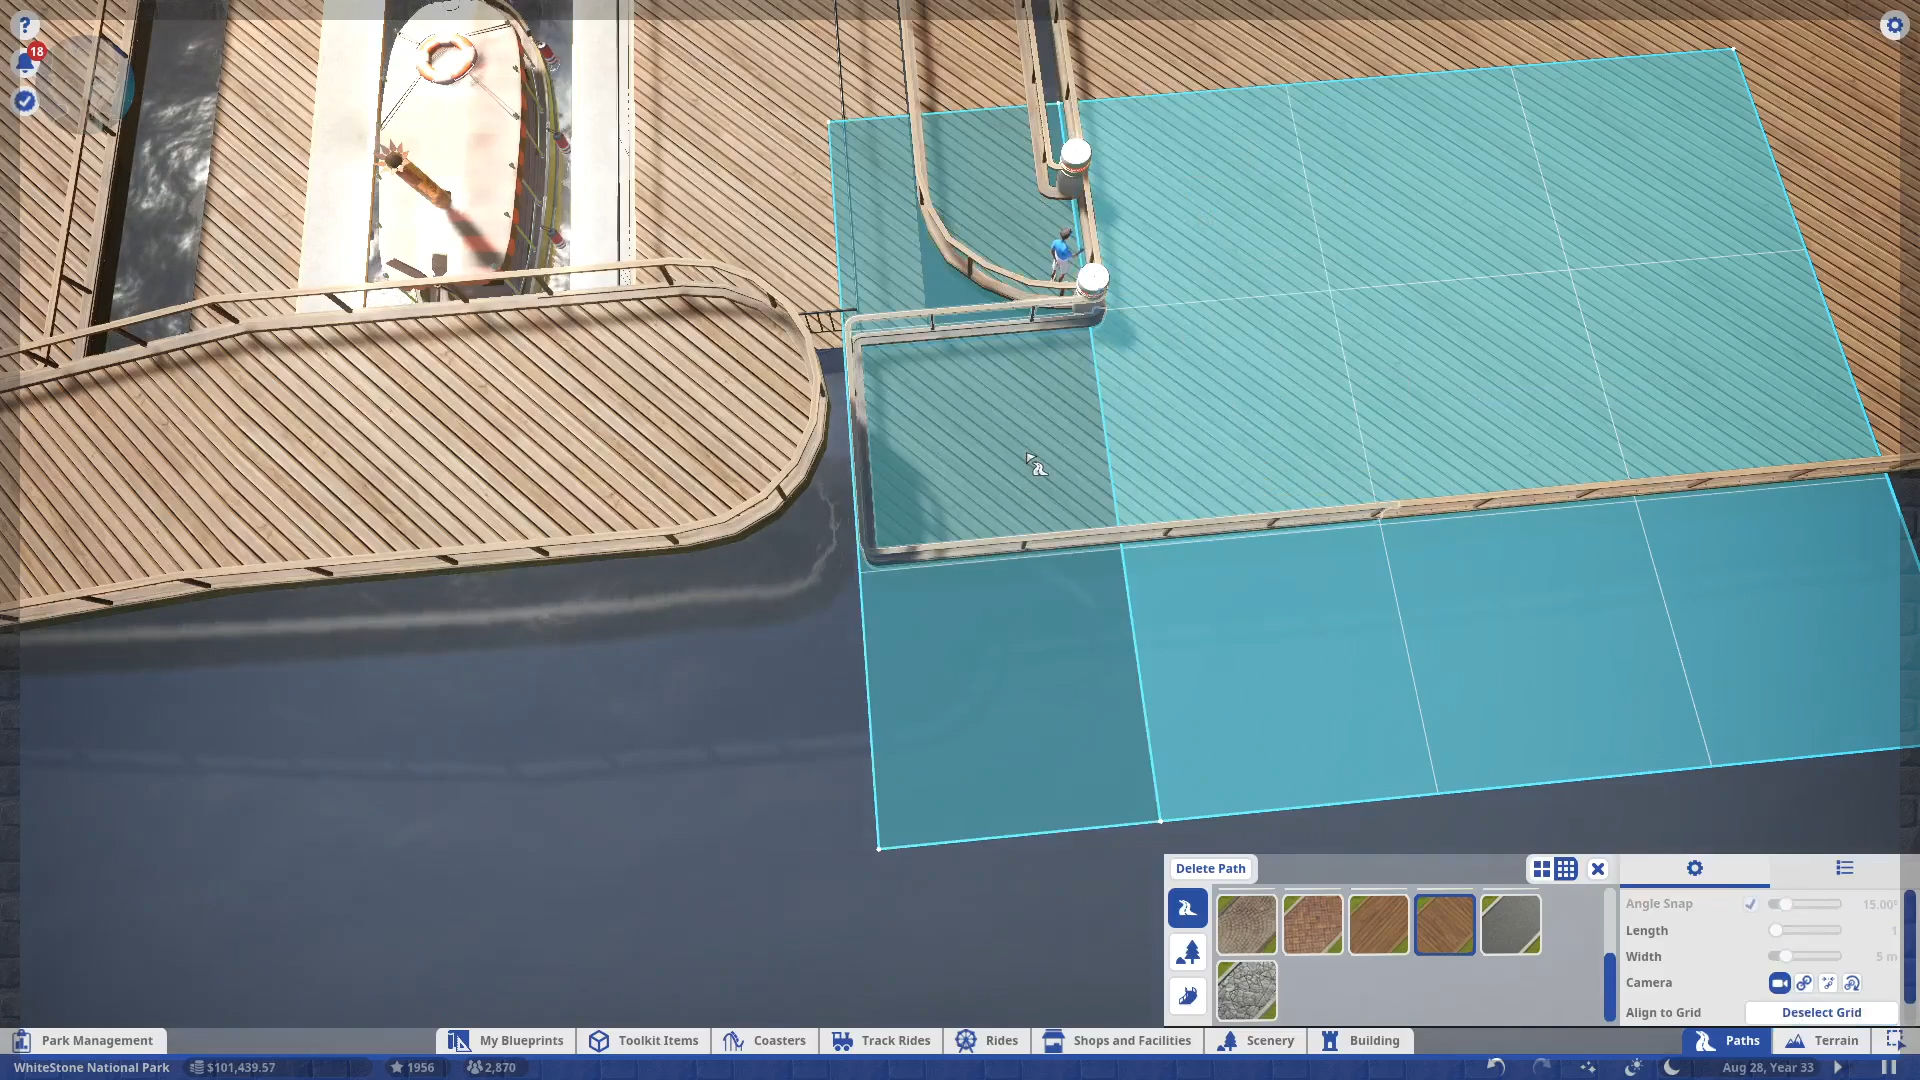 ?
18
Delete Path
Angle Snap 15.00°
Length 1
Width 5 m
Camera
Align to Grid Deselect Grid
Park Management My Blueprints Toolkit Items Coasters Track Rides Rides Shops and Facilities Scenery Building Paths Terrain
WhiteStone National Park $101,439.57 1956 2,870 Aug 28, Year 33